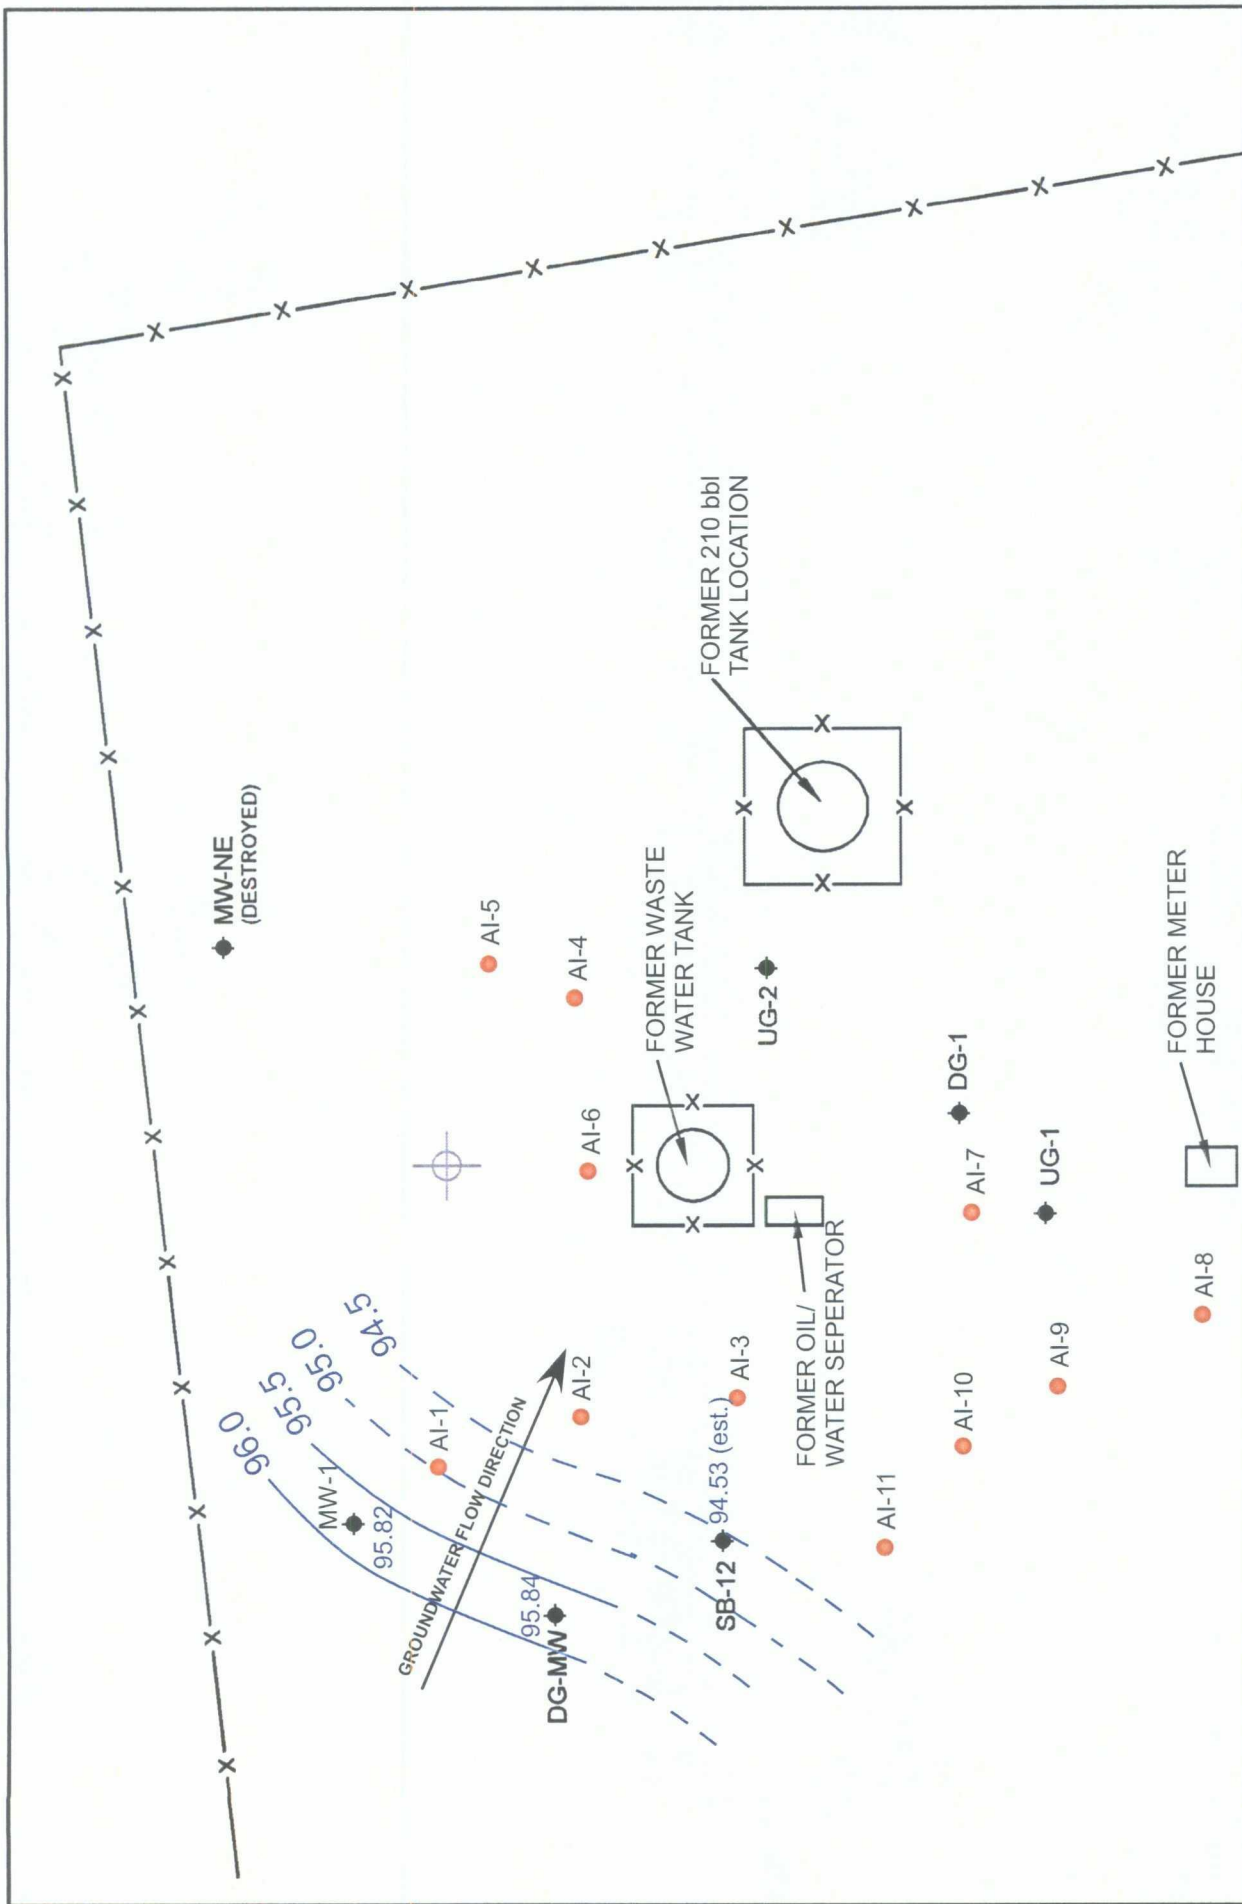 MW-NE
(DESTROYED)
AI-5
AI-4
AI-6
FORMER WASTE
WATER TANK
FORMER 210 bbl
TANK LOCATION
UG-2
96.0
95.5
95.0
94.5
MW-1
95.82
AI-1
GROUNDWATER FLOW DIRECTION
AI-2
95.84
DG-MW
AI-3
SB-12
94.53 (est.)
FORMER OIL/
WATER SEPERATOR
AI-11
AI-10
AI-9
AI-7
DG-1
UG-1
AI-8
FORMER METER
HOUSE